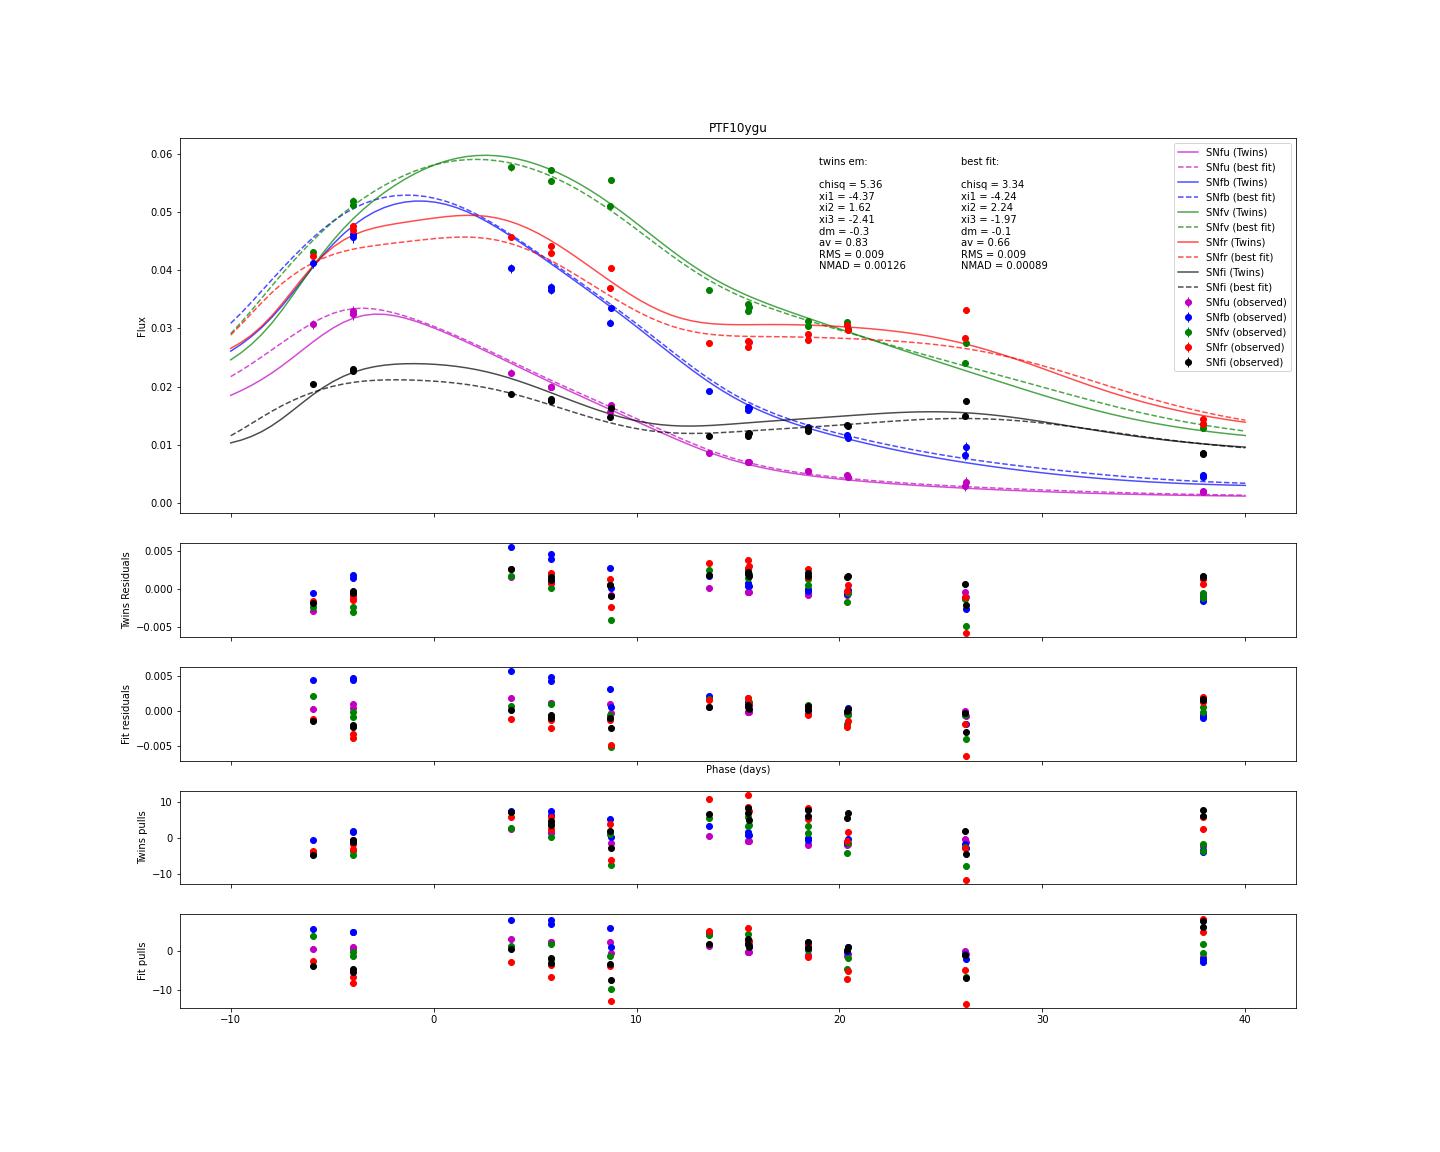 PTF10ygu
Flux
0.06
0.05
0.04
0.03
0.02
0.01
0.00
twins em:
chisq = 5.36
xi1 = -4.37
xi2 = 1.62
xi3 = -2.41
dm = -0.3
av = 0.83
RMS = 0.009
NMAD = 0.00126
best fit:
chisq = 3.34
xi1 = -4.24
xi2 = 2.24
xi3 = -1.97
dm = -0.1
av = 0.66
RMS = 0.009
NMAD = 0.00089
SNfu (Twins)
SNfu (best fit)
SNfb (Twins)
SNfb (best fit)
SNfv (Twins)
SNfv (best fit)
SNfr (Twins)
SNfr (best fit)
SNfi (Twins)
SNfi (best fit)
SNfu (observed)
SNfb (observed)
SNfv (observed)
SNfr (observed)
SNfi (observed)
Twins Residuals
0.005
0.000
−0.005
Fit residuals
0.005
0.000
−0.005
Phase (days)
Twins pulls
10
0
−10
Fit pulls
0
−10
−10
0
10
20
30
40